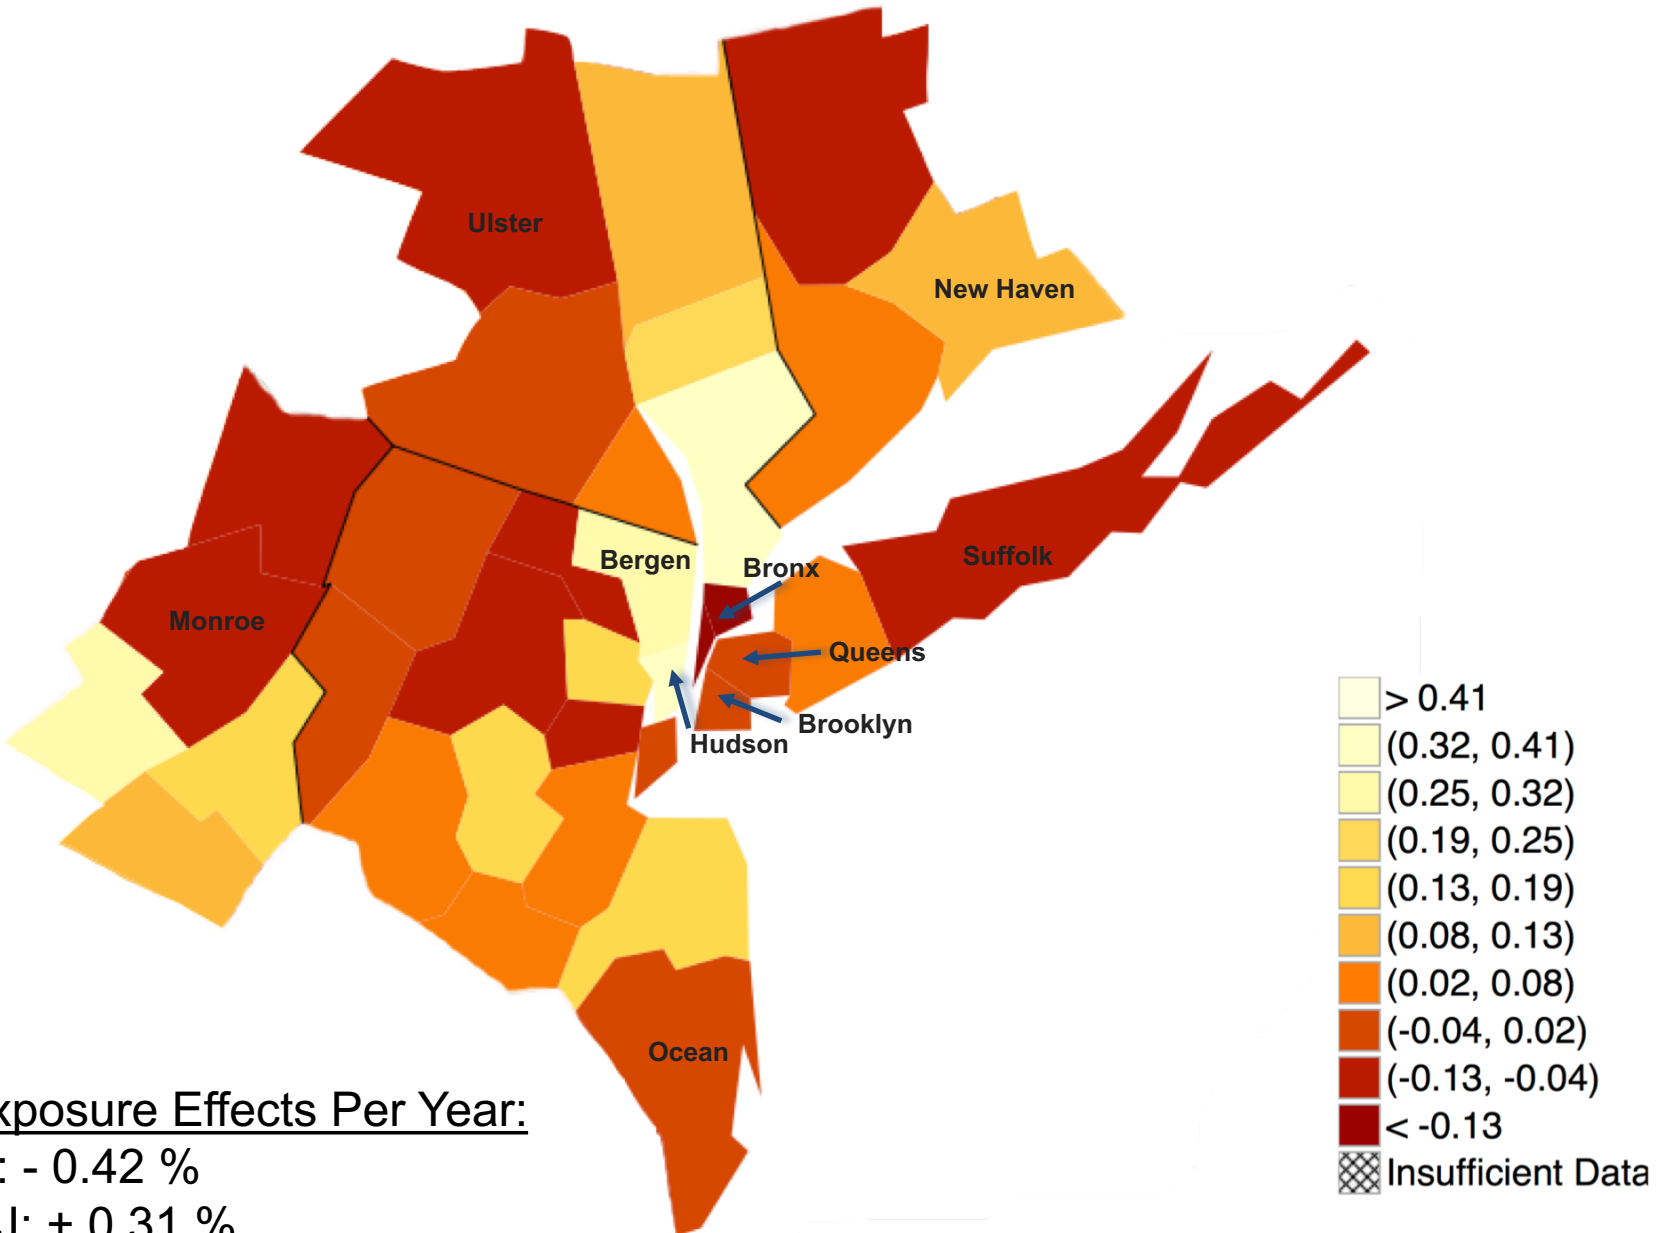 Ulster
New Haven
Bergen
Bronx
Suffolk
Monroe
Queens
Brooklyn
Hudson
Ocean
> 0.41
(0.32, 0.41)
(0.25, 0.32)
(0.19, 0.25)
(0.13, 0.19)
(0.08, 0.13)
(0.02, 0.08)
(-0.04, 0.02)
(-0.13, -0.04)
< -0.13
Insufficient Data
xposure Effects Per Year:
: - 0.42 %
: + 0.31 %